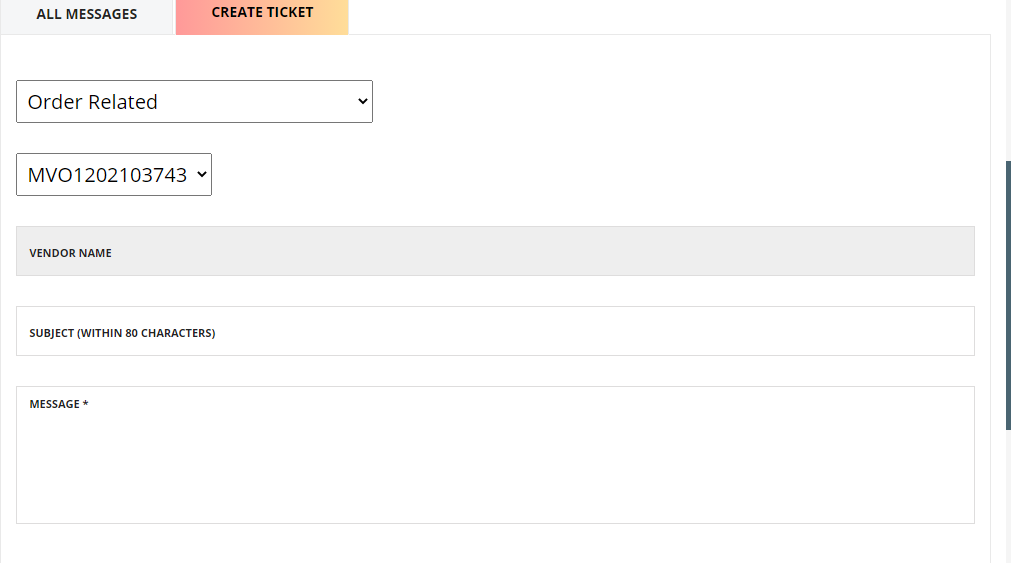 ALL MESSAGES
CREATE TICKET
Order Related
MVO1202103743
VENDOR NAME
SUBJECT (WITHIN 80 CHARACTERS)
MESSAGE *